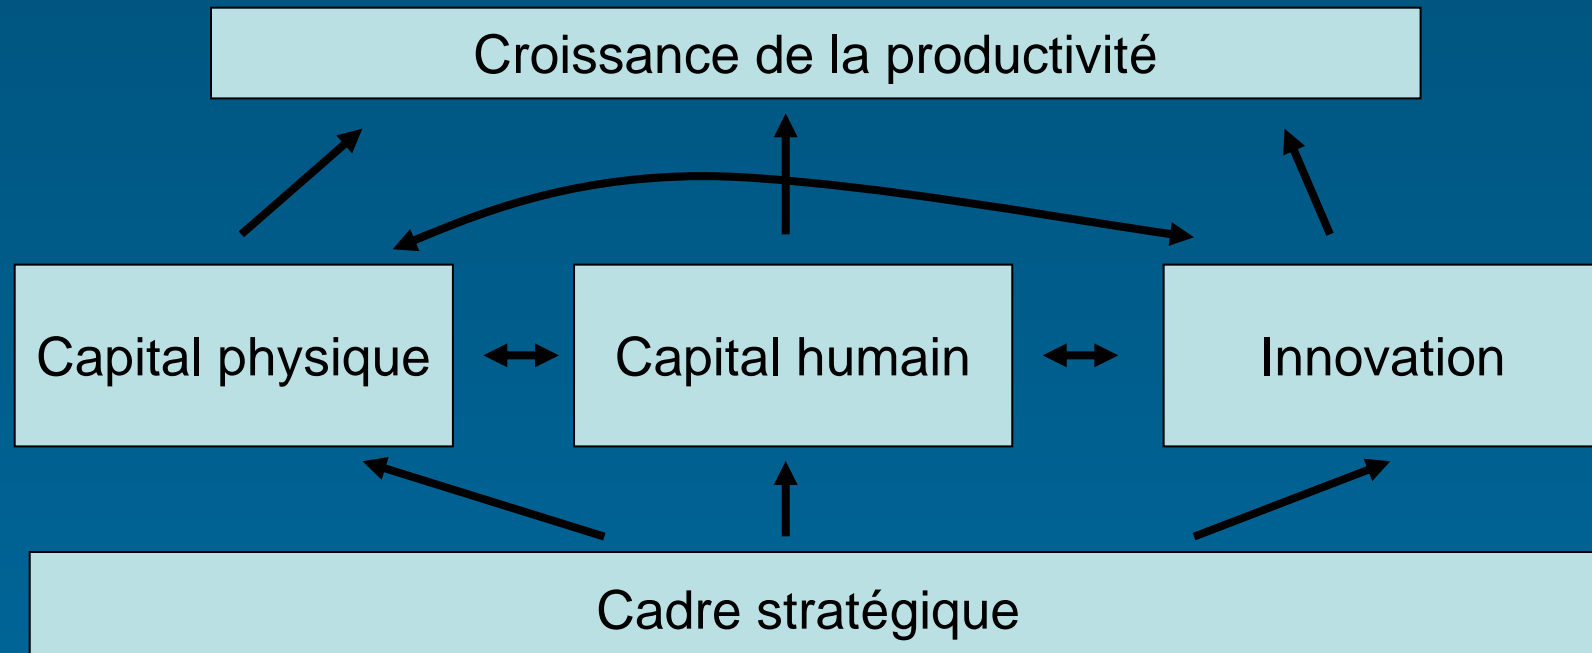 Croissance de la productivité
Capital physique
Capital humain
Innovation
Cadre stratégique